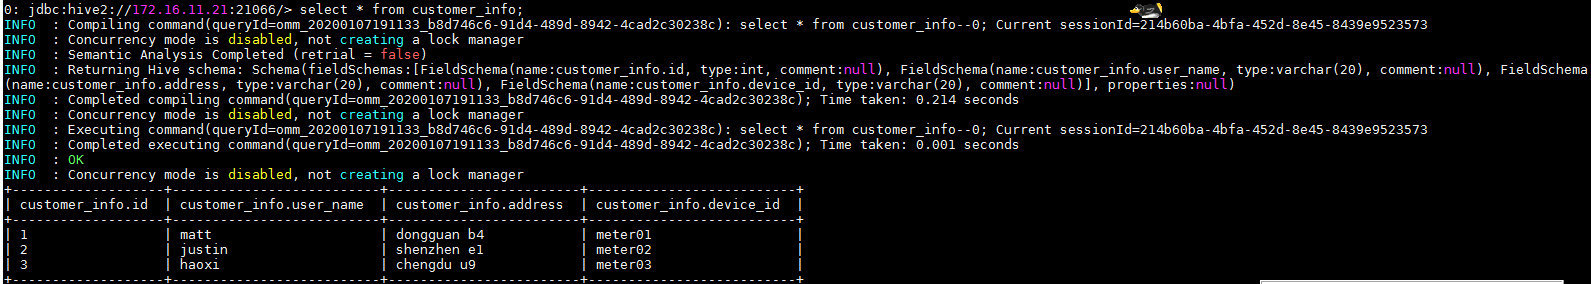 0: jdbc:hive2://172.16.11.21:21066/> select * from customer_info;
INFO  : Compiling command(queryId=omm_20200107191133_b8d746c6-91d4-489d-8942-4cad2c30238c): select * from customer_info--0; Current sessionId=214b60ba-4bfa-452d-8e45-8439e9523573
INFO  : Concurrency mode is disabled, not creating a lock manager
INFO  : Semantic Analysis Completed (retrial = false)
INFO  : Returning Hive schema: Schema(fieldSchemas:[FieldSchema(name:customer_info.id, type:int, comment:null), FieldSchema(name:customer_info.user_name, type:varchar(20), comment:null), FieldSchema
(name:customer_info.address, type:varchar(20), comment:null), FieldSchema(name:customer_info.device_id, type:varchar(20), comment:null)], properties:null)
INFO  : Completed compiling command(queryId=omm_20200107191133_b8d746c6-91d4-489d-8942-4cad2c30238c); Time taken: 0.214 seconds
INFO  : Concurrency mode is disabled, not creating a lock manager
INFO  : Executing command(queryId=omm_20200107191133_b8d746c6-91d4-489d-8942-4cad2c30238c): select * from customer_info--0; Current sessionId=214b60ba-4bfa-452d-8e45-8439e9523573
INFO  : Completed executing command(queryId=omm_20200107191133_b8d746c6-91d4-489d-8942-4cad2c30238c); Time taken: 0.001 seconds
INFO  : OK
INFO  : Concurrency mode is disabled, not creating a lock manager
+-------------------+--------------------------+------------------------+--------------------------+
| customer_info.id  | customer_info.user_name  | customer_info.address  | customer_info.device_id  |
+-------------------+--------------------------+------------------------+--------------------------+
| 1                 | matt                     | dongguan b4            | meter01                  |
| 2                 | justin                   | shenzhen e1            | meter02                  |
| 3                 | haoxi                    | chengdu u9             | meter03                  |
+-------------------+--------------------------+------------------------+--------------------------+